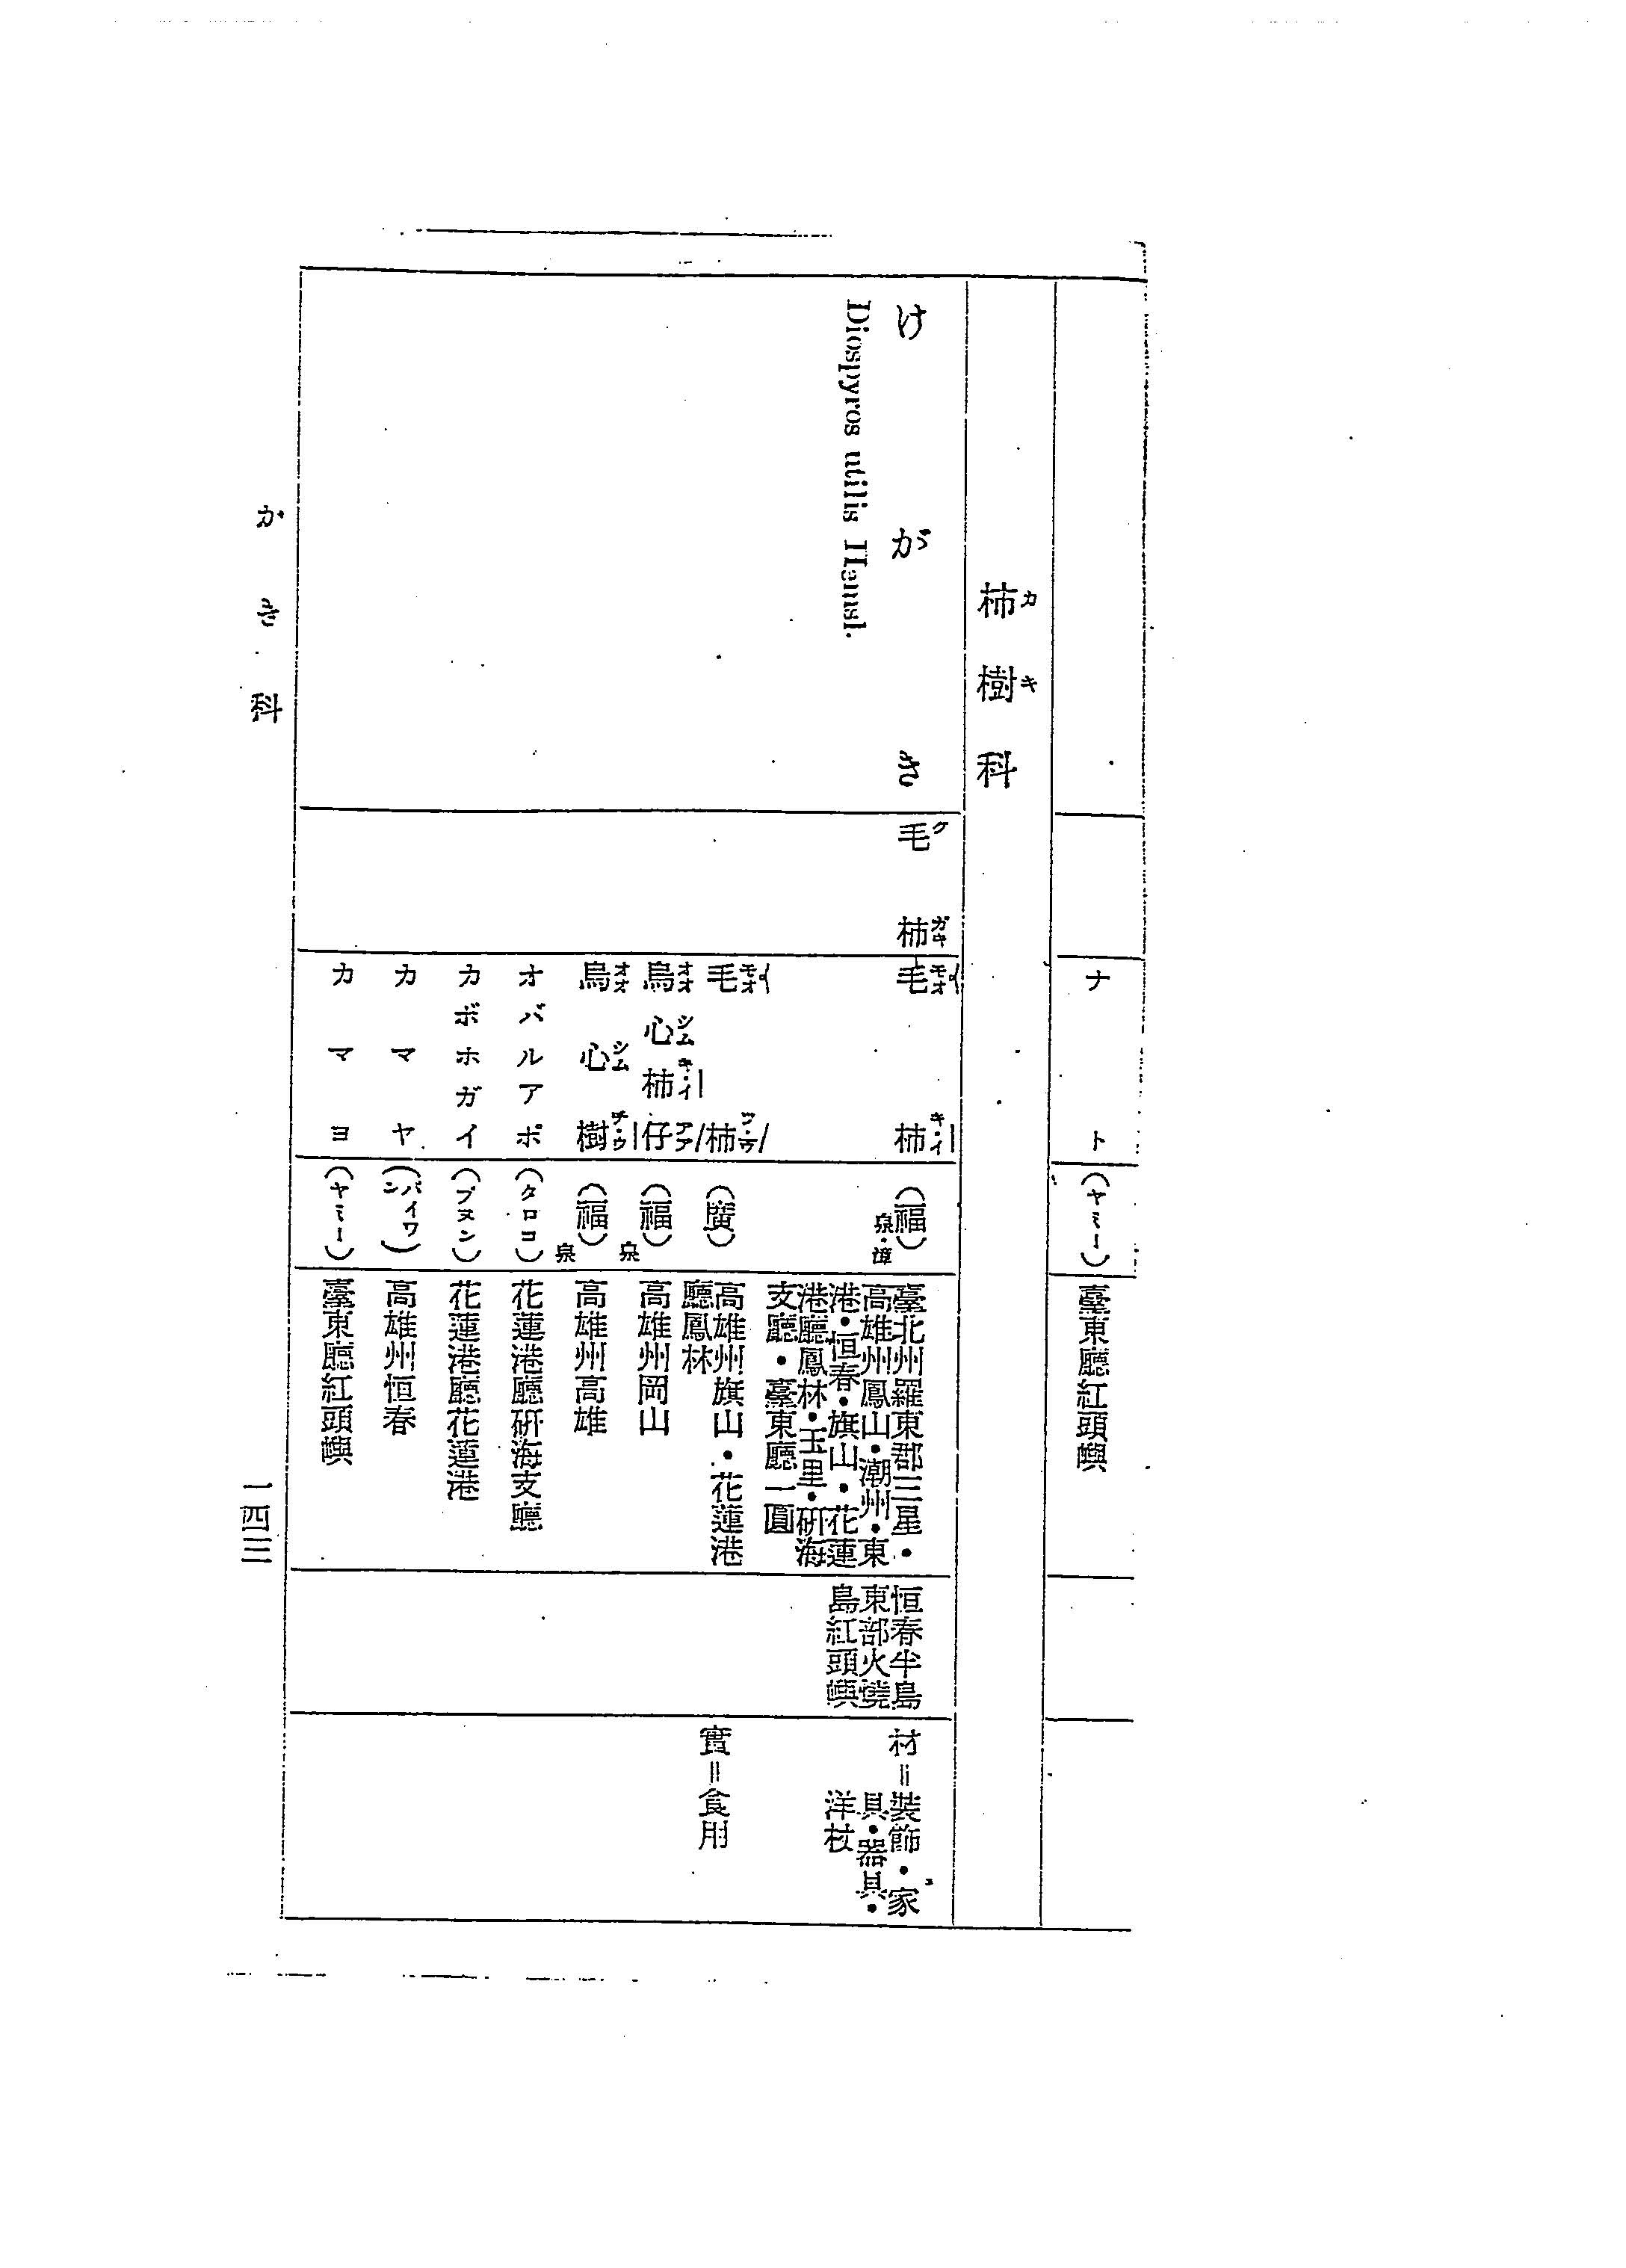 ナト
(ヤミー)
臺東廳紅頭嶼
柿樹科
カキ
けがき
Diospyros utilis Hemsl.
毛柿
ケガキ
毛柿
(福)
泉・漳
臺北州羅東郡三星・
高雄州鳳山・潮州・東
港・恒春・旗山・花蓮
港廳鳳林・玉里・研海
支廳・臺東廳一圓
恒春半島
東部火燒
島紅頭嶼
材=裝飾・家
具・器具・
洋杖
毛柿
(廣)
高雄州旗山・花蓮港
廳鳳林
實=食用
烏心柿仔
(福)
泉
高雄州岡山
烏心樹
(福)
泉
高雄州高雄
オバルアポ
(タロコ)
花蓮港廳研海支廳
カボホガイ
(ブヌン)
花蓮港廳花蓮港
カマヤ
(パイワン)
高雄州恒春
カマヨ
(ヤミー)
臺東廳紅頭嶼
かき科
一四三